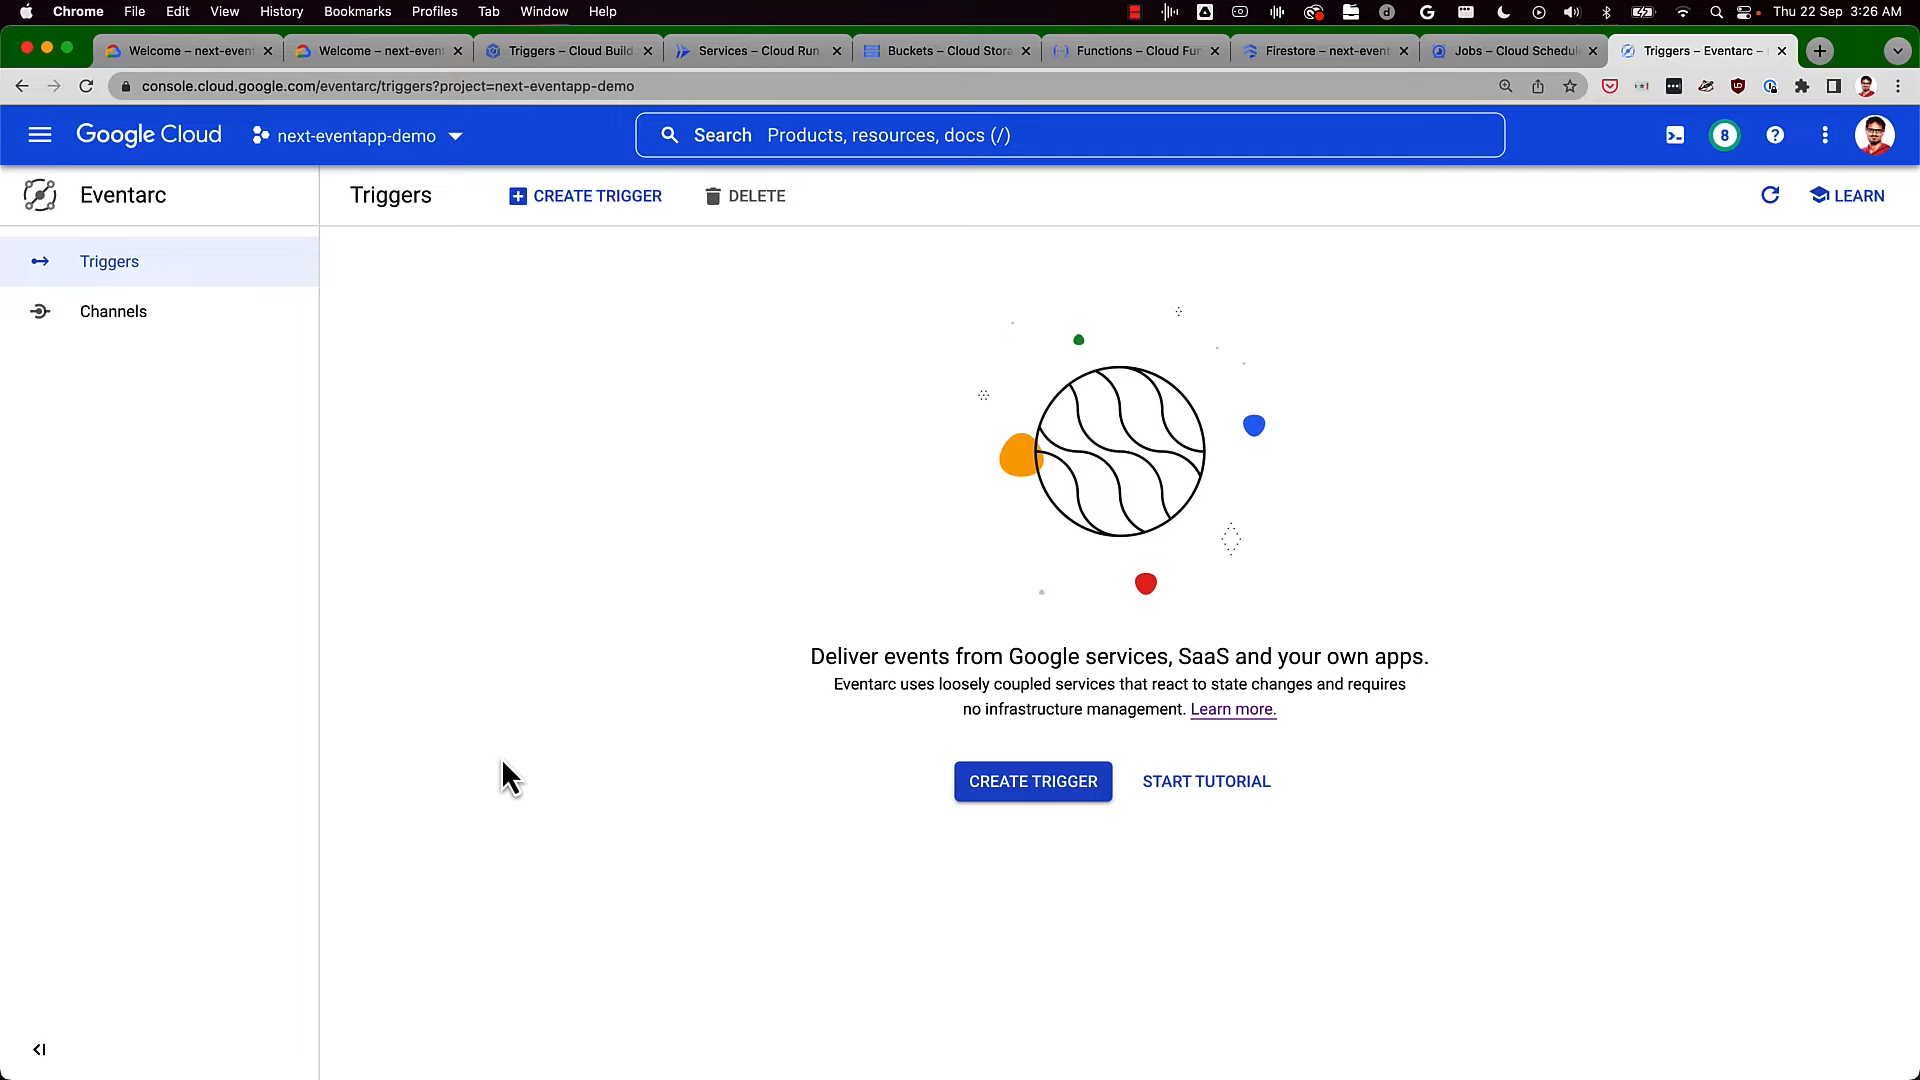 Chrome File Edit View History Bookmarks Profiles Tab Window Help Thu 22 Sep 3:26 AM
Welcome – next-event Welcome – next-event Triggers – Cloud Build Services – Cloud Run Buckets – Cloud Stora Functions – Cloud Fun Firestore – next-event Jobs – Cloud Schedul Triggers – Eventarc –
console.cloud.google.com/eventarc/triggers?project=next-eventapp-demo
Google Cloud next-eventapp-demo Search Products, resources, docs (/) 8
Eventarc Triggers CREATE TRIGGER DELETE LEARN
Triggers
Channels
Deliver events from Google services, SaaS and your own apps.
Eventarc uses loosely coupled services that react to state changes and requires
no infrastructure management. Learn more.
CREATE TRIGGER START TUTORIAL